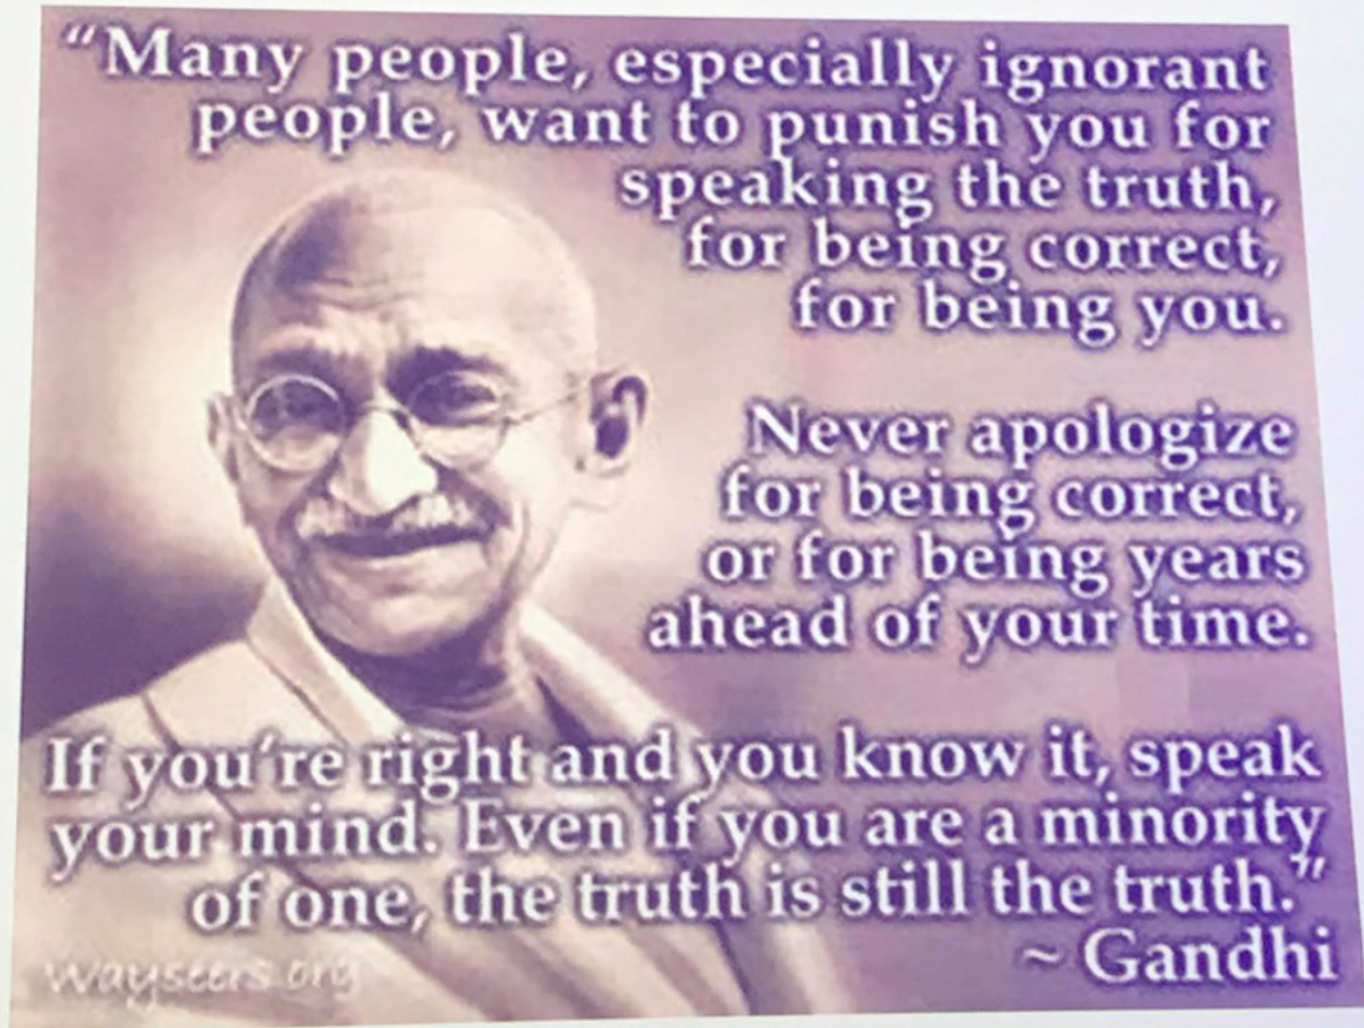 “Many people, especially ignorant
people, want to punish you for
speaking the truth,
for being correct,
for being you.
Never apologize
for being correct,
or for being years
ahead of your time.
If you're right and you know it, speak
your mind. Even if you are a minority
of one, the truth is still the truth.”
~ Gandhi
wayseers.org